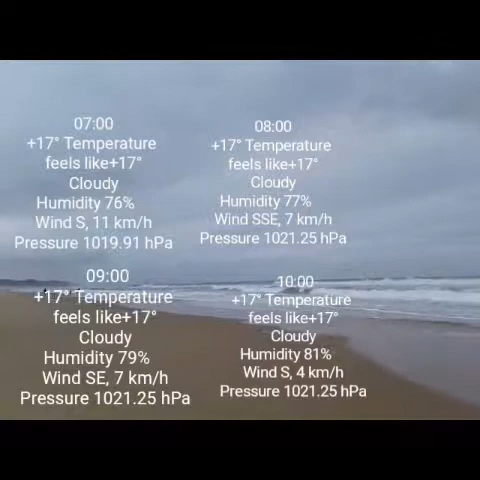 07:00
+17° Temperature
feels like+17°
Cloudy
Humidity 76%
Wind S, 11 km/h
Pressure 1019.91 hPa
08:00
+17° Temperature
feels like+17°
Cloudy
Humidity 77%
Wind SSE, 7 km/h
Pressure 1021.25 hPa
09:00
+17° Temperature
feels like+17°
Cloudy
Humidity 79%
Wind SE, 7 km/h
Pressure 1021.25 hPa
10:00
+17° Temperature
feels like+17°
Cloudy
Humidity 81%
Wind S, 4 km/h
Pressure 1021.25 hPa